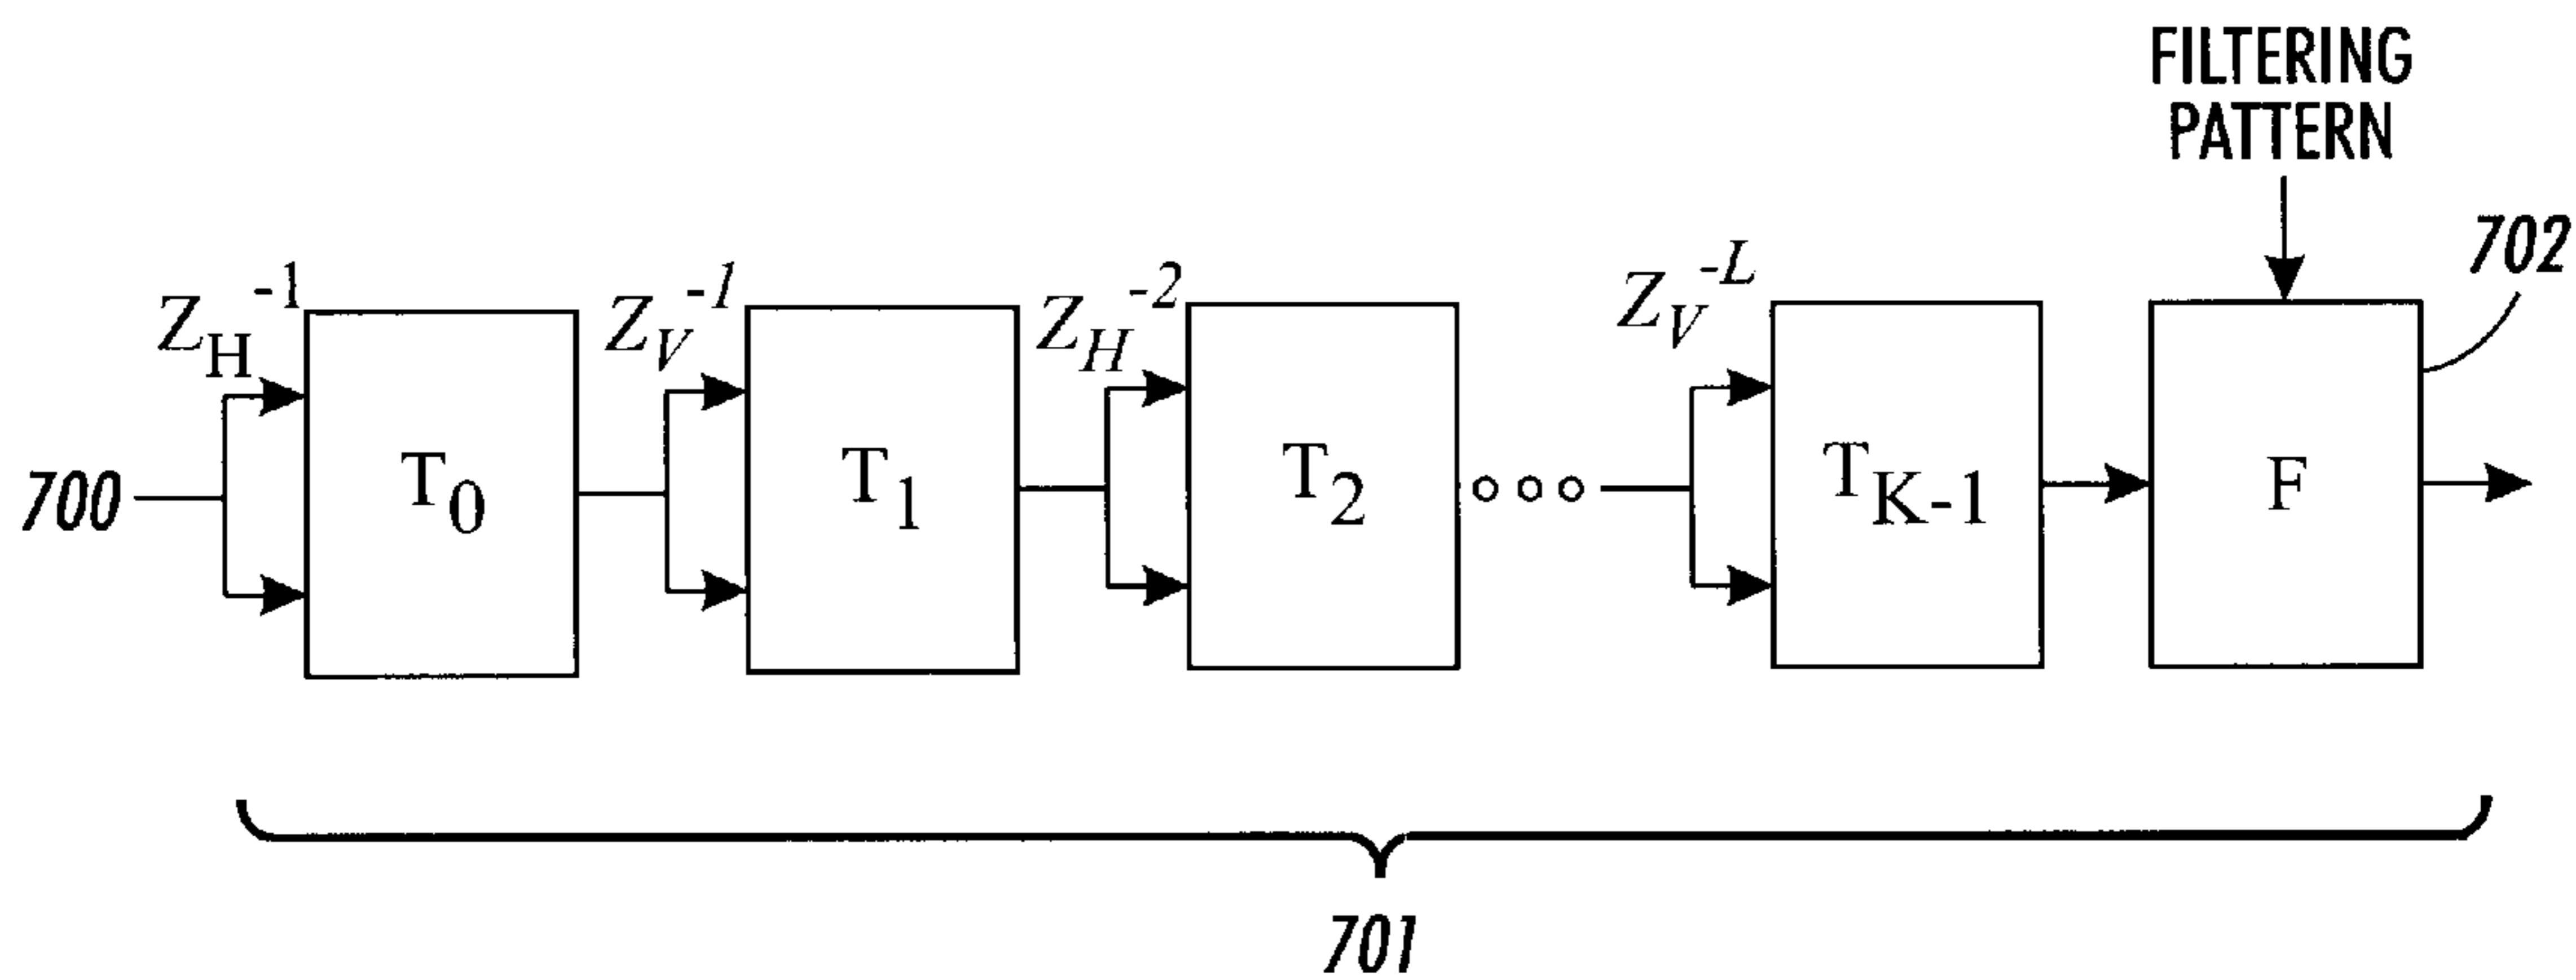 FILTERING
PATTERN
702
Z_H^-1
Z_V^-1
Z_H^-2
Z_V^-L
700
T_0
T_1
T_2
T_K-1
F
701